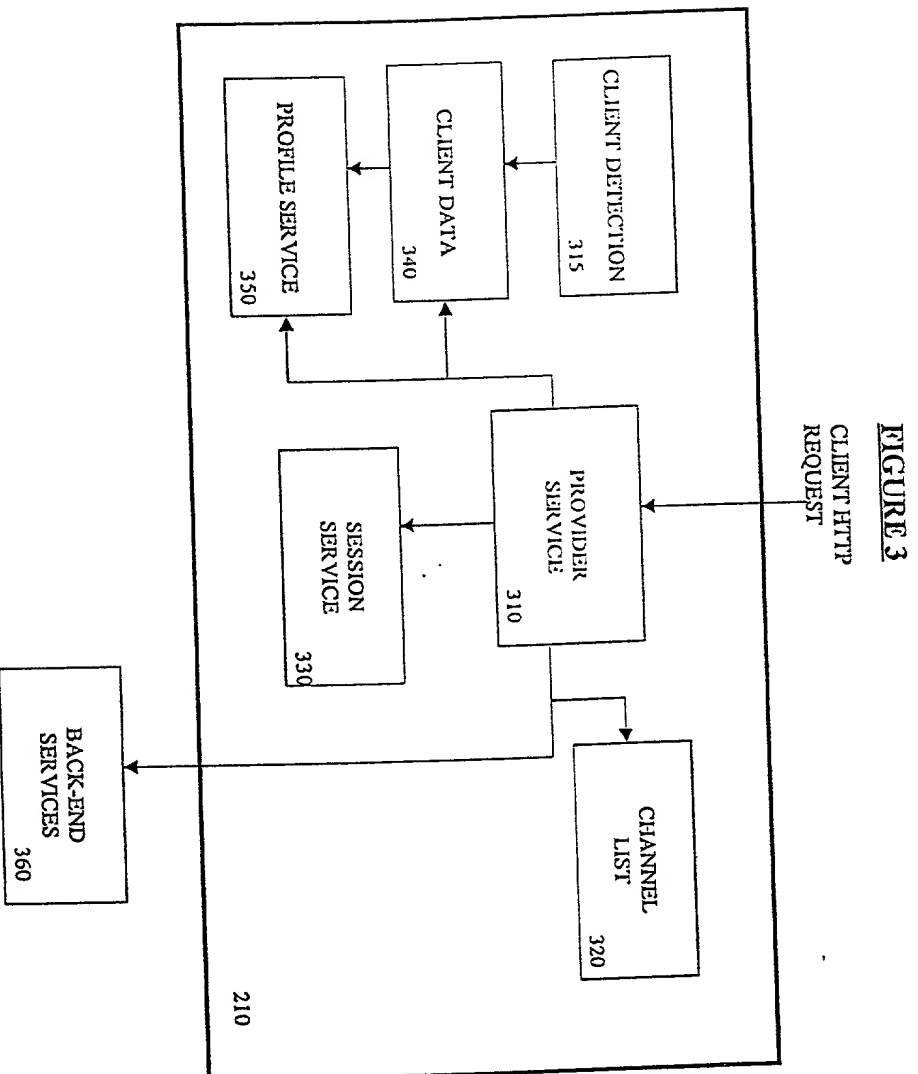 FIGURE 3
CLIENT HTTP
REQUEST
CLIENT DETECTION
315
CLIENT DATA
340
PROFILE SERVICE
350
PROVIDER
SERVICE
310
SESSION
SERVICE
330
CHANNEL
LIST
320
210
BACK-END
SERVICES
360